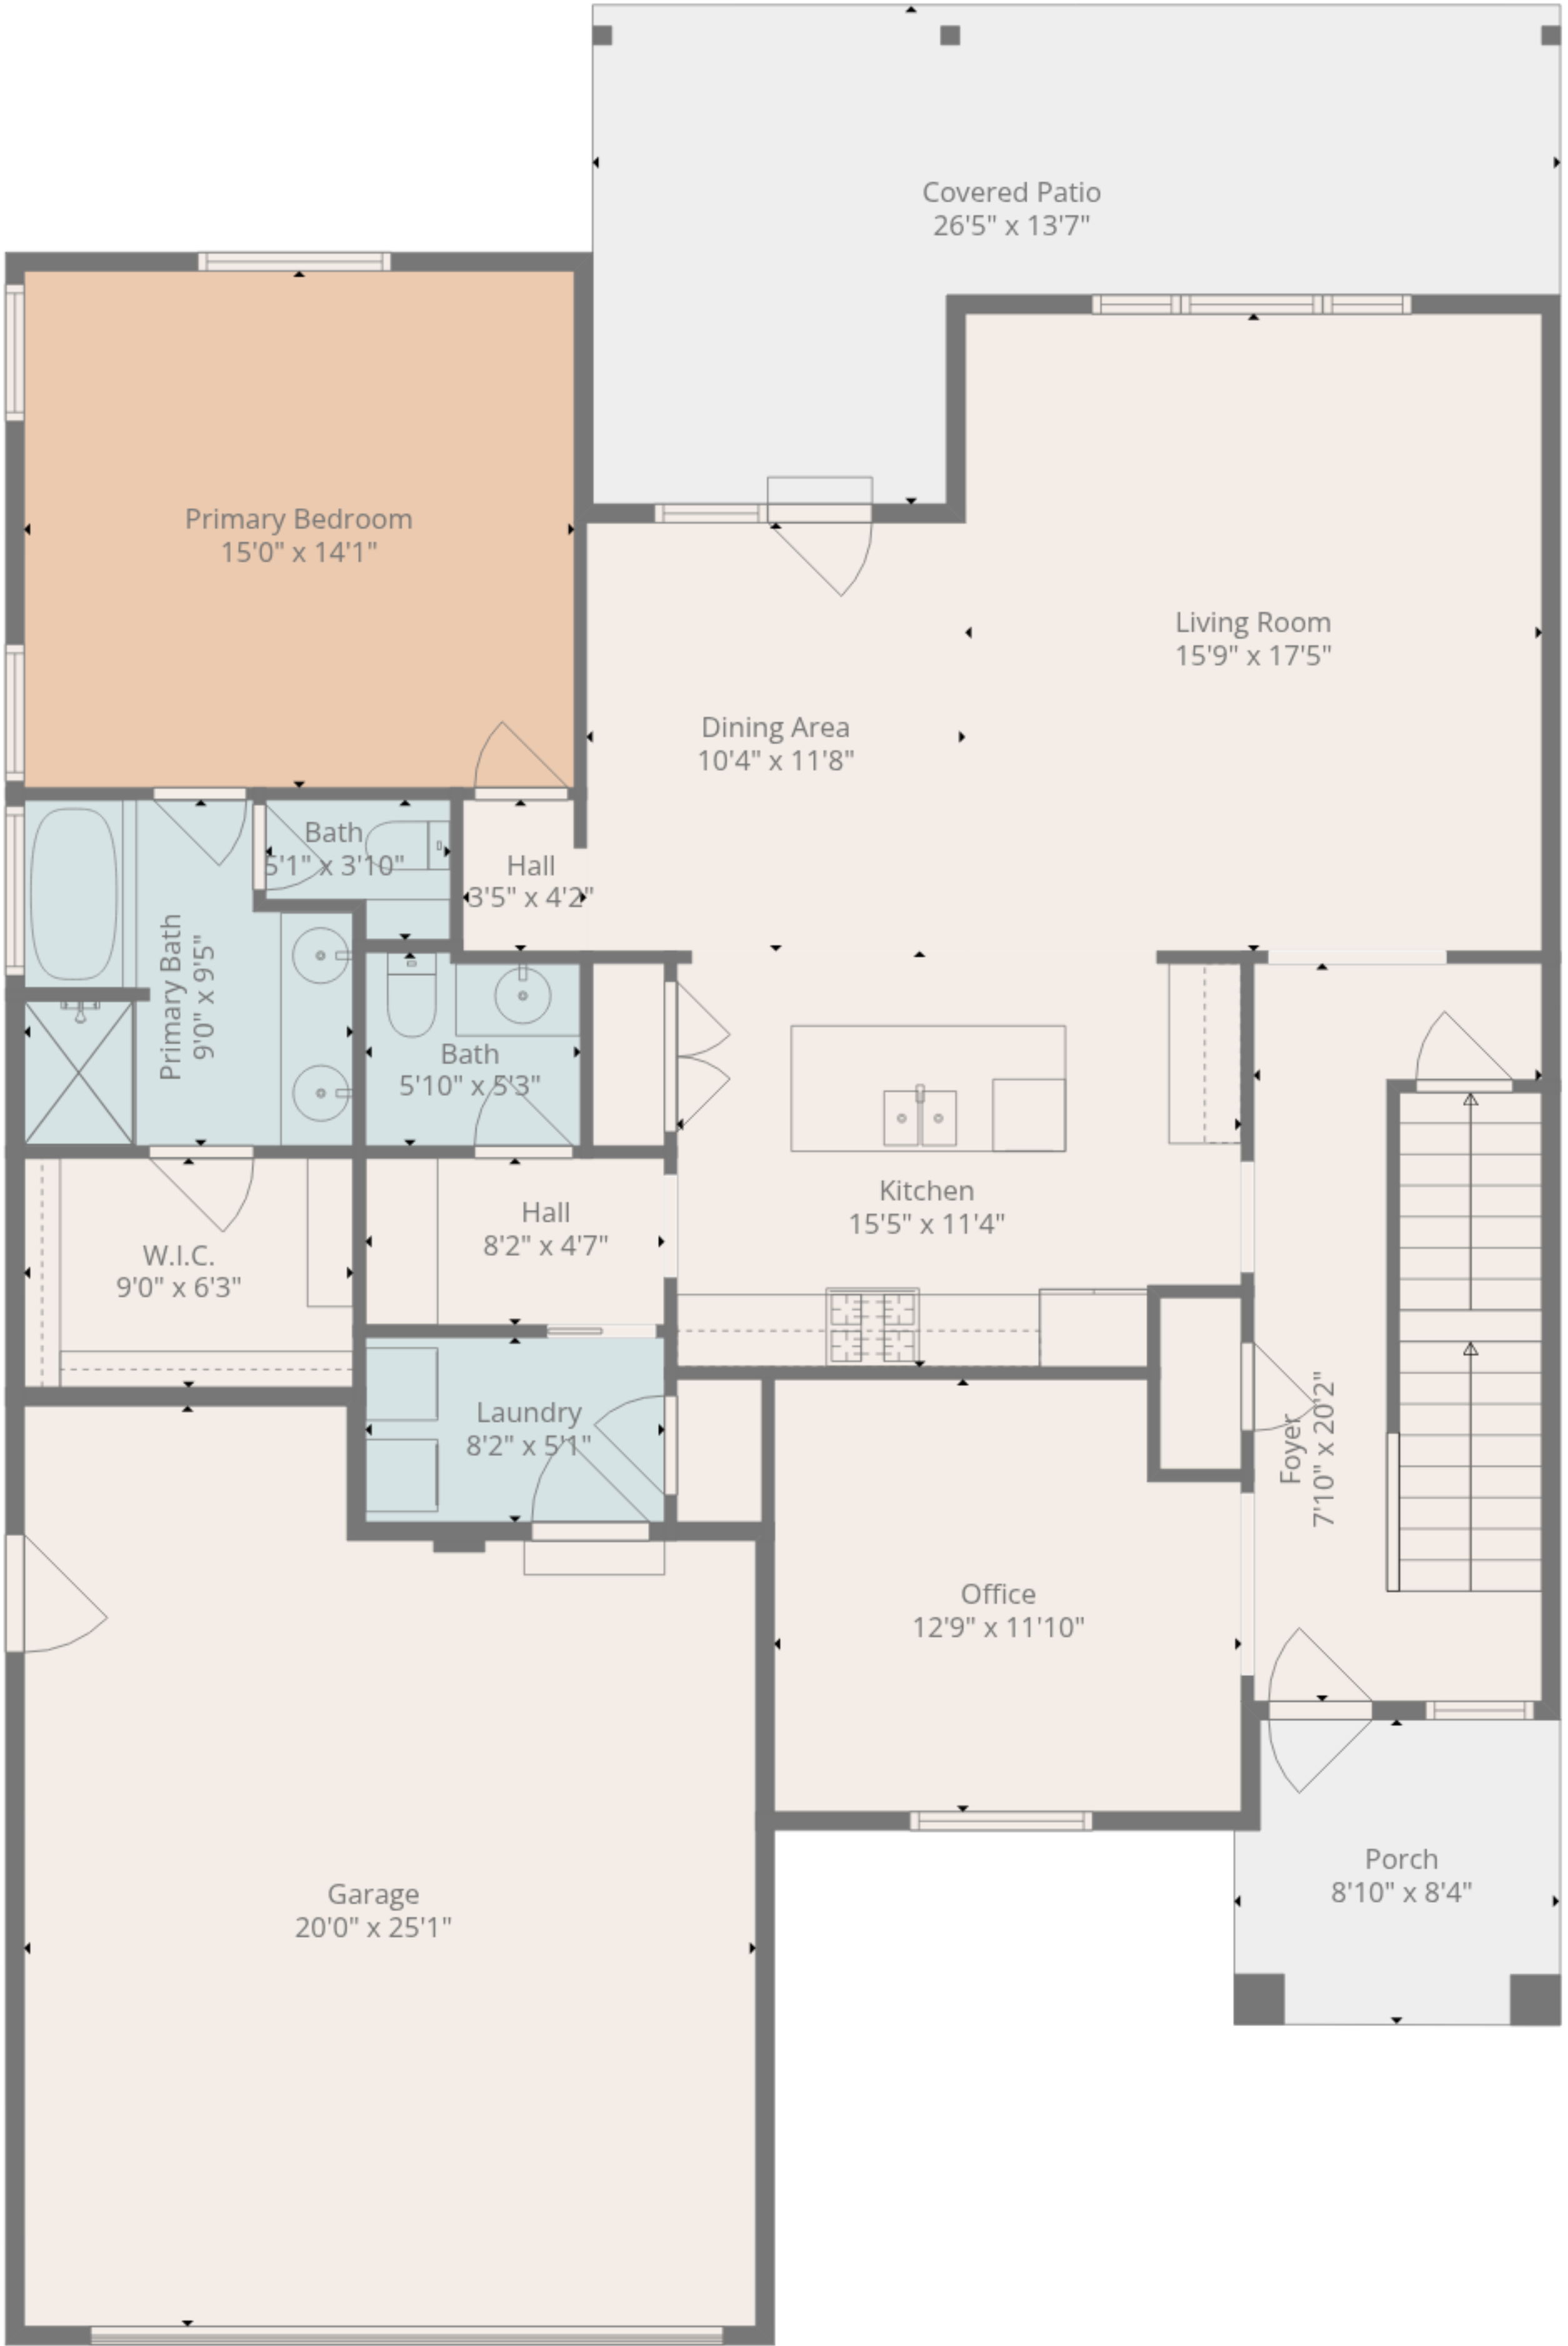 Covered Patio
26'5" x 13'7"
Primary Bedroom
15'0" x 14'1"
Living Room
15'9" x 17'5"
Dining Area
10'4" x 11'8"
Bath
5'1" x 3'10"
Hall
3'5" x 4'2"
Primary Bath
9'0" x 9'5"
Bath
5'10" x 5'3"
Kitchen
15'5" x 11'4"
Hall
8'2" x 4'7"
W.I.C.
9'0" x 6'3"
Laundry
8'2" x 5'1"
Foyer
7'10" x 20'2"
Office
12'9" x 11'10"
Porch
8'10" x 8'4"
Garage
20'0" x 25'1"